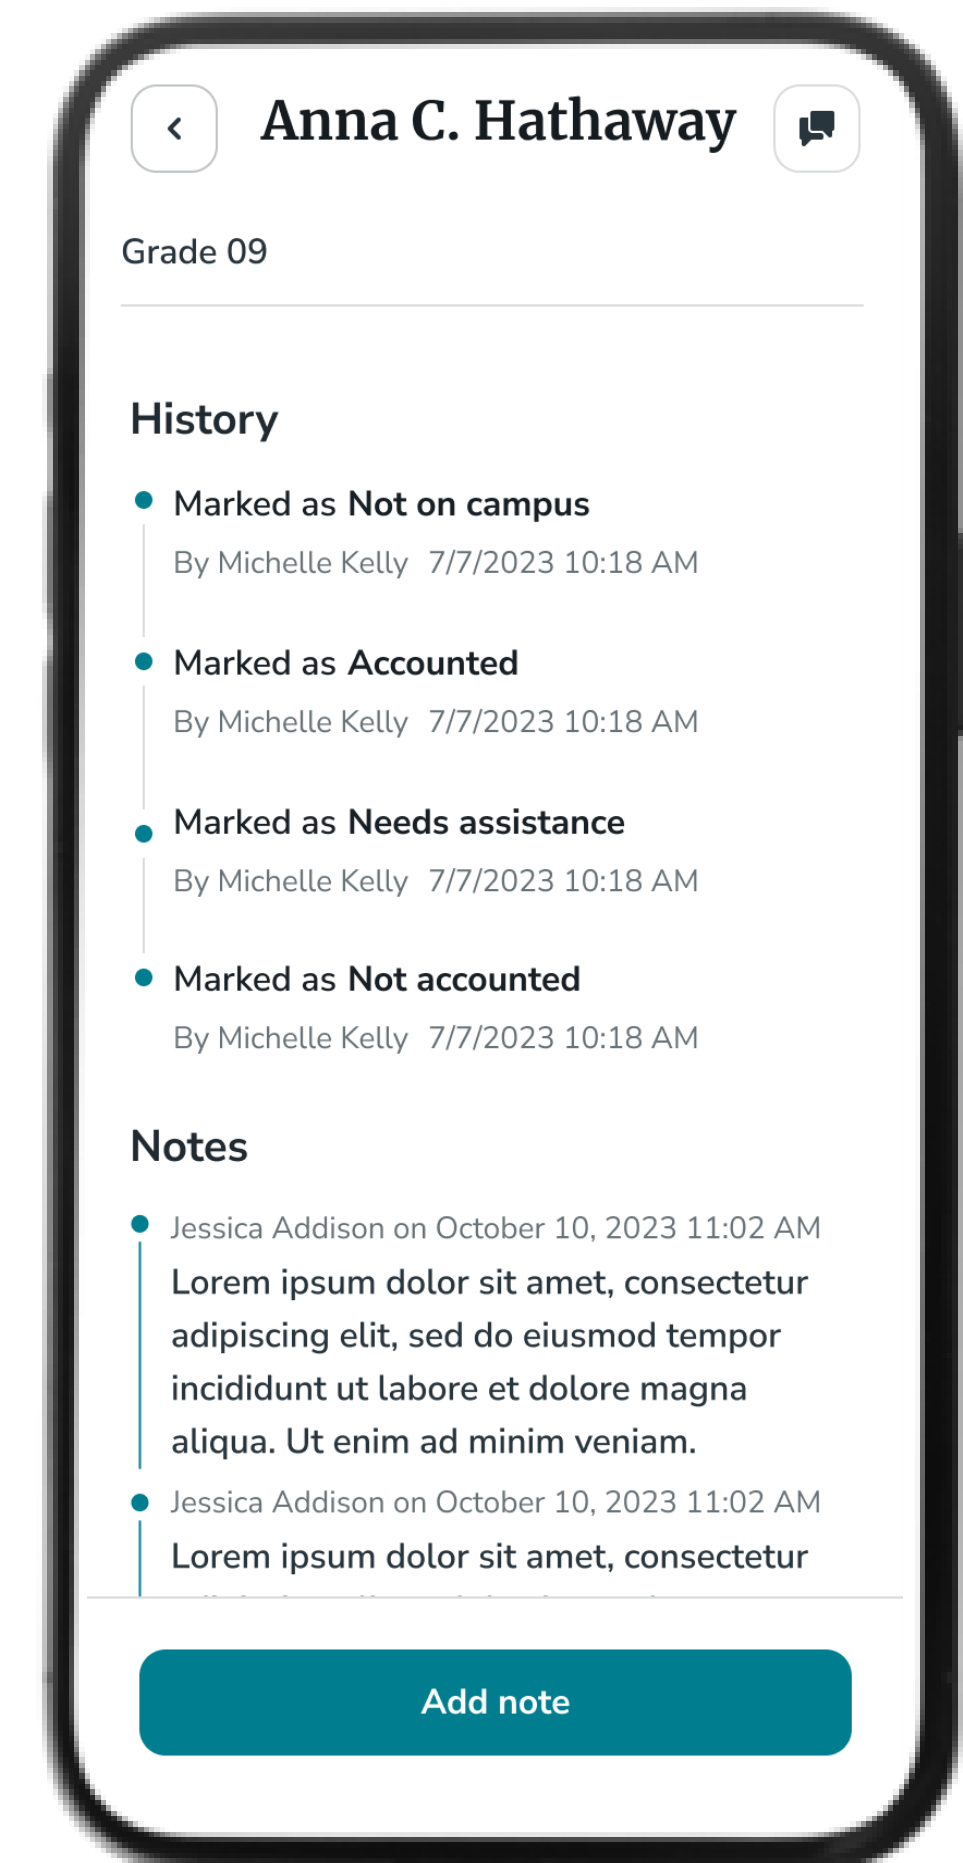 Anna C. Hathaway
Grade 09
History
Marked as Not on campus
By Michelle Kelly 7/7/2023 10:18 AM
Marked as Accounted
By Michelle Kelly 7/7/2023 10:18 AM
Marked as Needs assistance
By Michelle Kelly 7/7/2023 10:18 AM
Marked as Not accounted
By Michelle Kelly 7/7/2023 10:18 AM
Notes
Jessica Addison on October 10, 2023 11:02 AM
Lorem ipsum dolor sit amet, consectetur
adipiscing elit, sed do eiusmod tempor
incididunt ut labore et dolore magna
aliqua. Ut enim ad minim veniam.
Jessica Addison on October 10, 2023 11:02 AM
Lorem ipsum dolor sit amet, consectetur
Add note